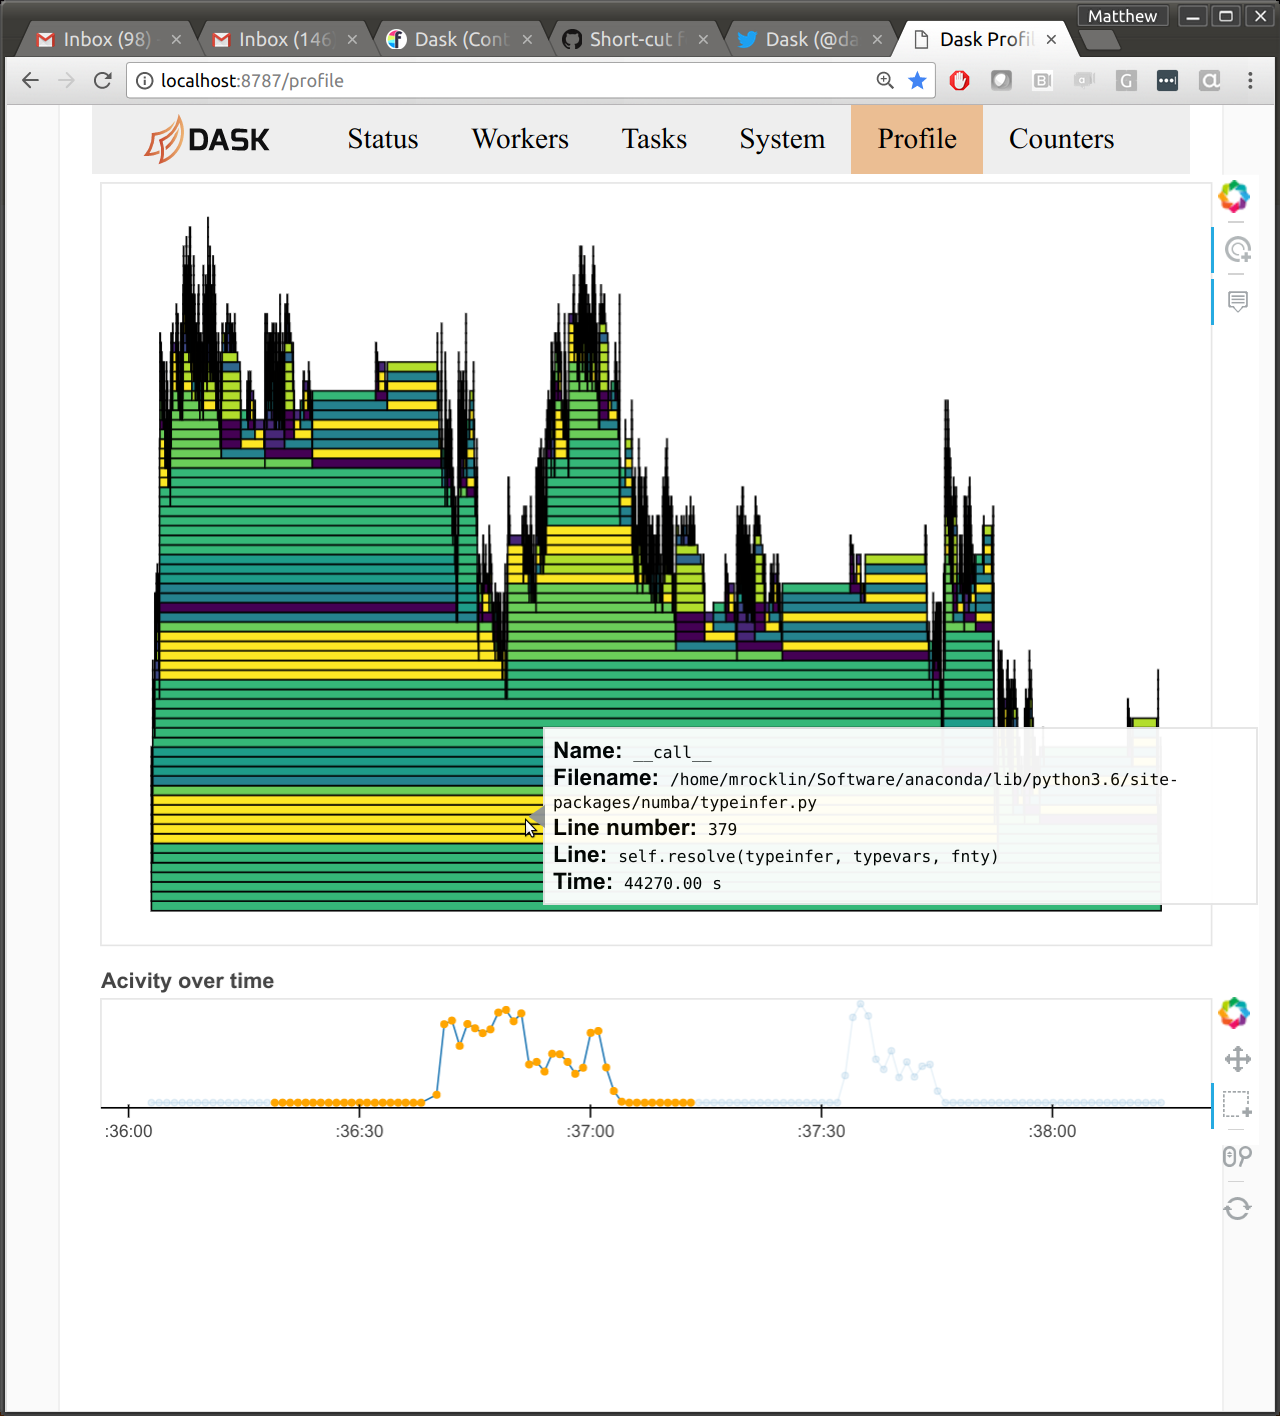 Matthew
Inbox (98)
Inbox (146
Dask (Cont
Short-cut f
Dask (@da
Dask Profil
localhost:8787/profile
DASK
Status
Workers
Tasks
System
Profile
Counters
Name: __call__
Filename: /home/mrocklin/Software/anaconda/lib/python3.6/site-
packages/numba/typeinfer.py
Line number: 379
Line: self.resolve(typeinfer, typevars, fnty)
Time: 44270.00 s
Acivity over time
:36:00
:36:30
:37:00
:37:30
:38:00